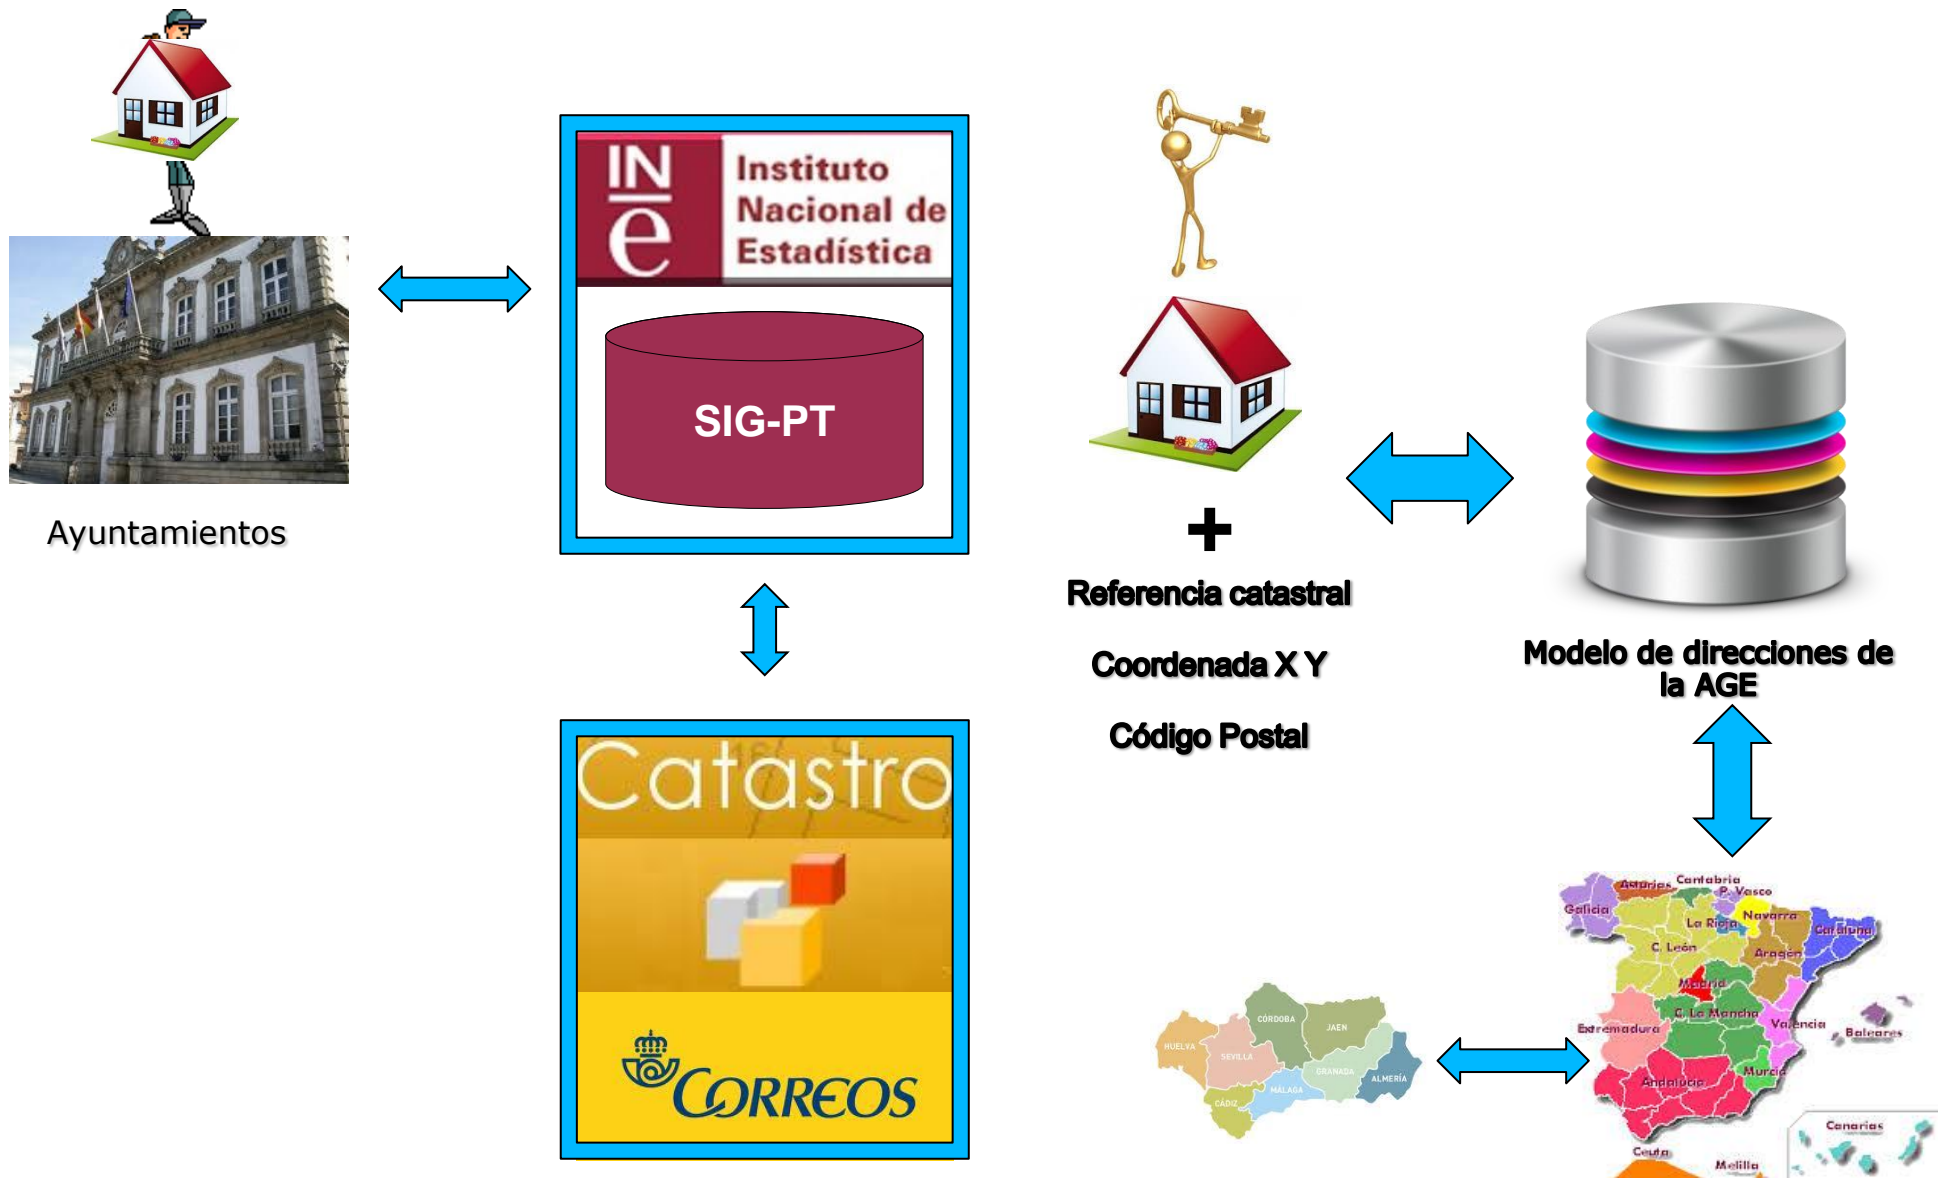 INe
Instituto
Nacional de
Estadística
SIG-PT
Ayuntamientos
+
Referencia catastral
Coordenada X Y
Código Postal
Modelo de direcciones de
la AGE
Catastro
CORREOS
HUELVA
SEVILLA
CÓRDOBA
JAEN
CÁDIZ
MÁLAGA
GRANADA
ALMERÍA
Galicia
Asturias
Cantabria
P. Vasco
Navarra
La Rioja
C. León
Aragón
Cataluña
Madrid
C. La Mancha
Extremadura
Valencia
Baleares
Andalucía
Murcia
Canarias
Ceuta
Melilla